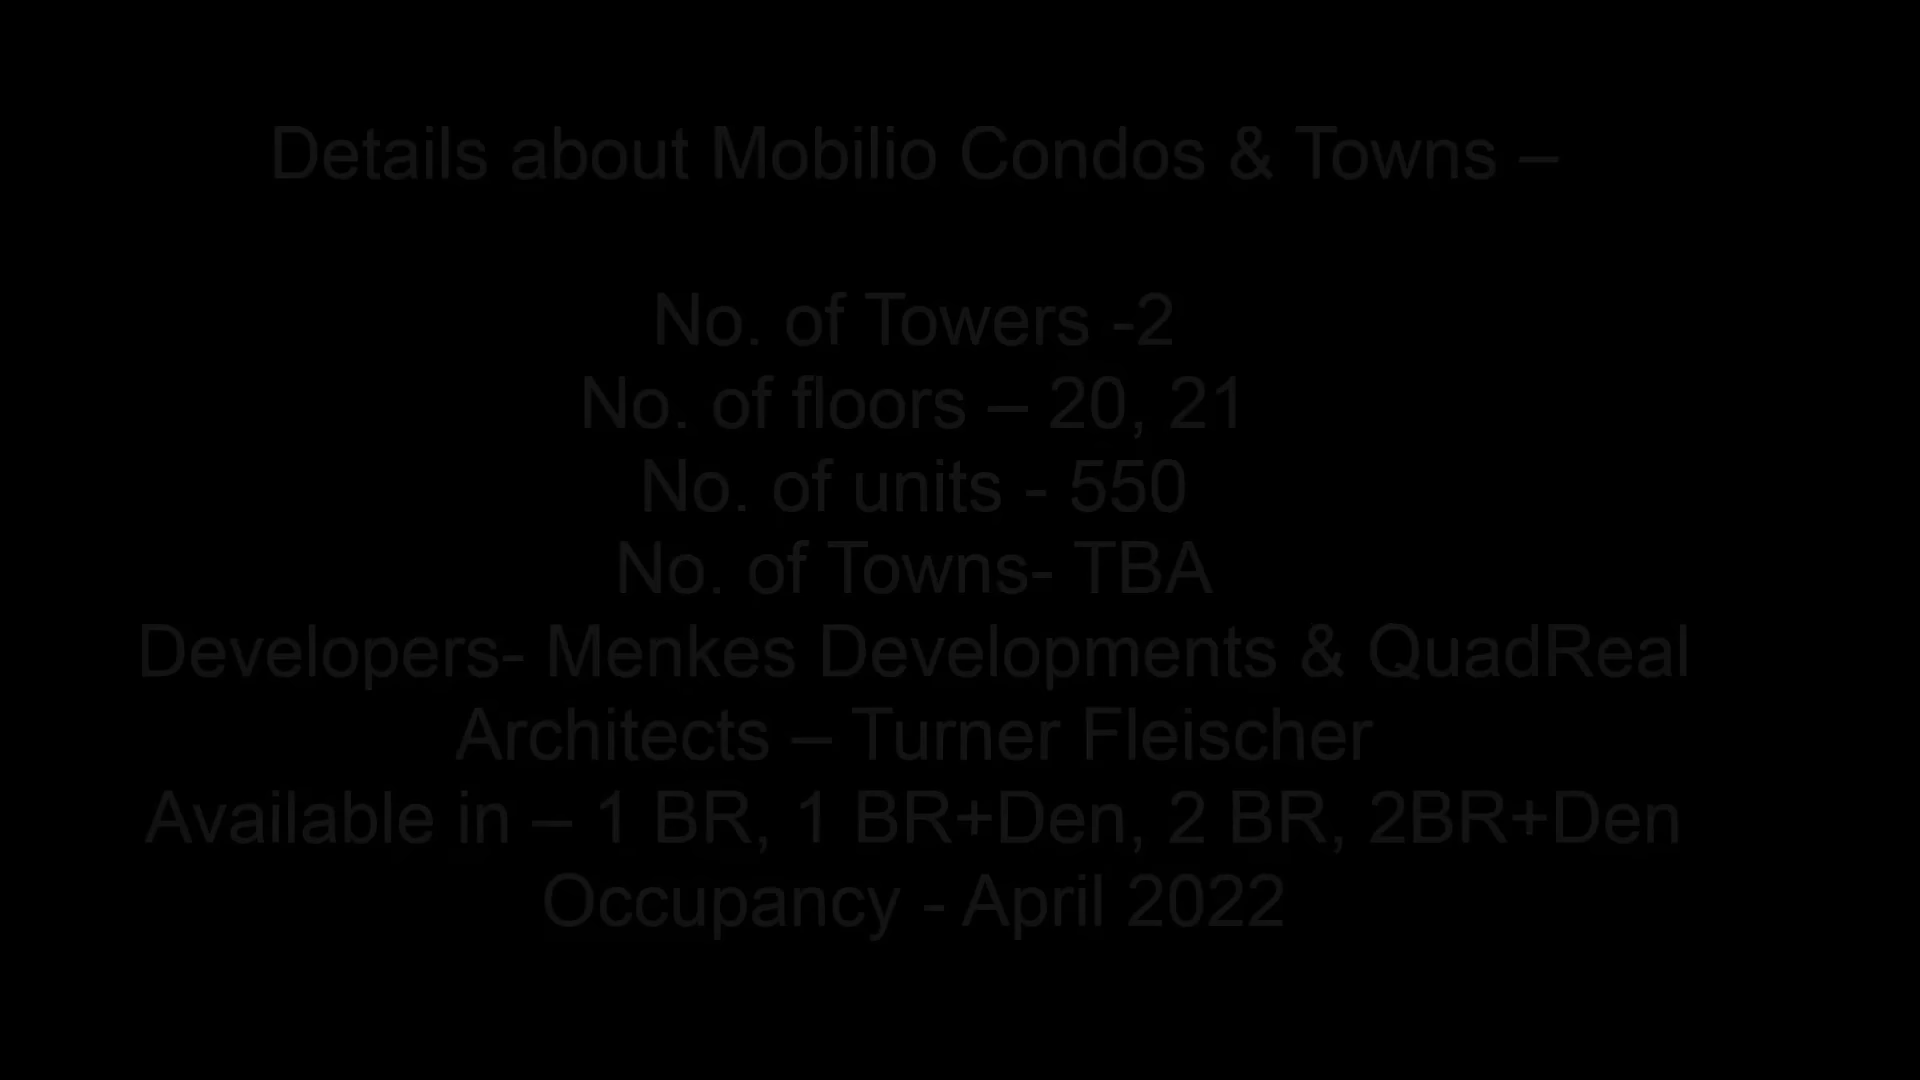 Details about Mobilio Condos & Towns –
No. of Towers -2
No. of floors – 20, 21
No. of units - 550
No. of Towns- TBA
Developers- Menkes Developments & QuadReal
Architects – Turner Fleischer
Available in – 1 BR, 1 BR+Den, 2 BR, 2BR+Den
Occupancy - April 2022